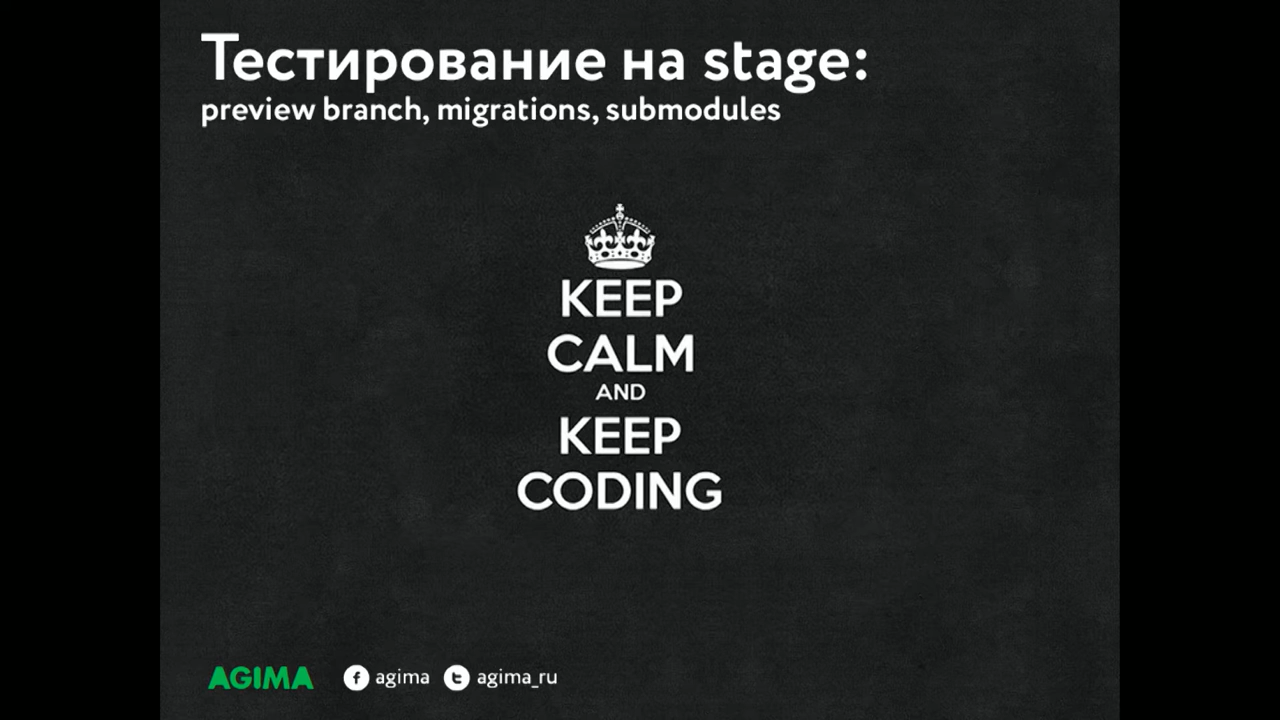 Тестирование на stage:
preview branch, migrations, submodules
KEEP
CALM
AND
KEEP
CODING
AGIMA agima agima_ru